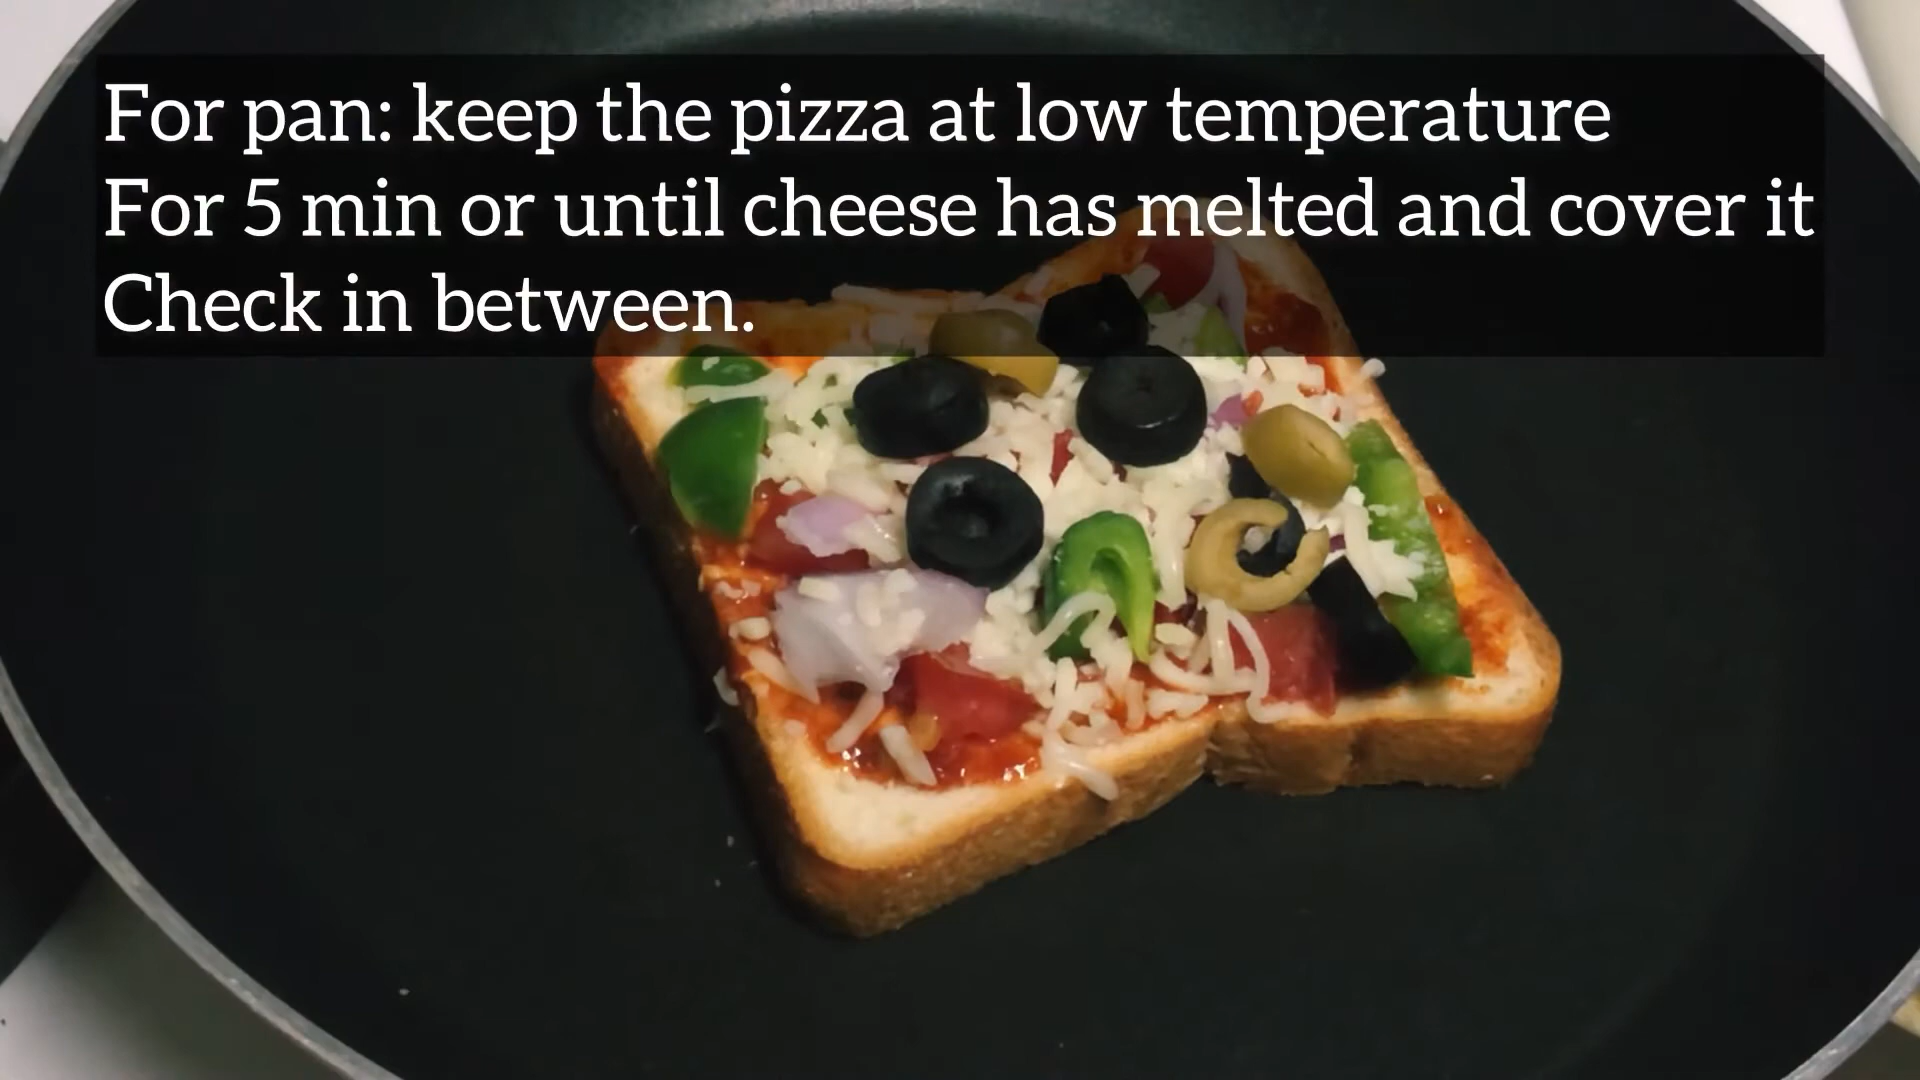 For pan: keep the pizza at low temperature
For 5 min or until cheese has melted and cover it
Check in between.